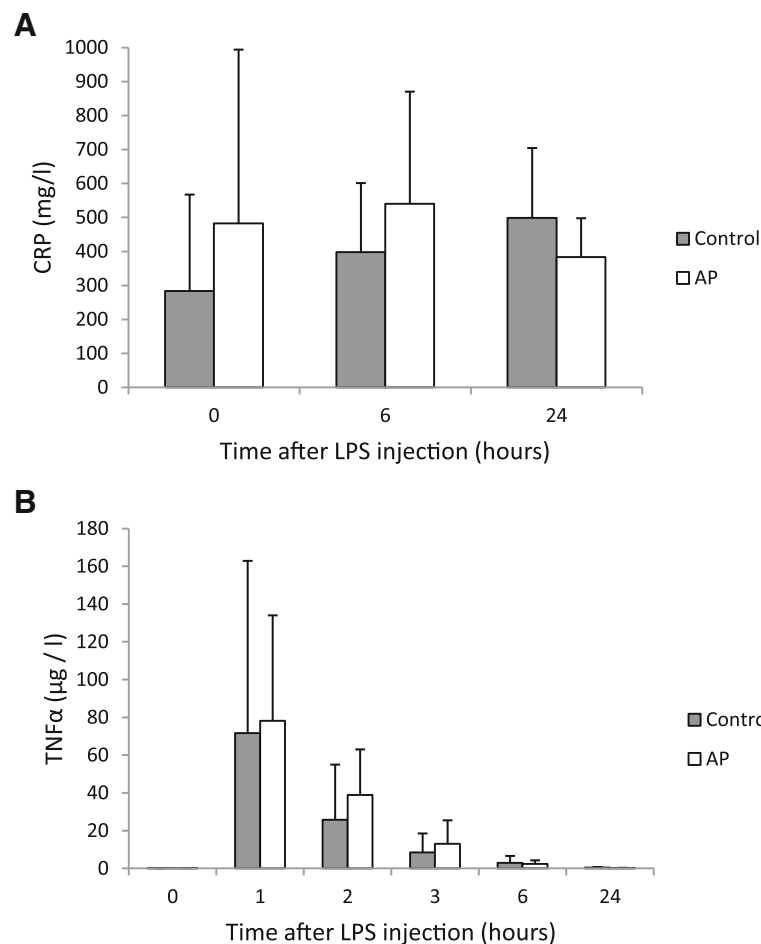 A
1000
900
800
700
600
500
400
300
200
100
0
CRP (mg/l)
0 6 24
Time after LPS injection (hours)
Control
AP
B
180
160
140
120
100
80
60
40
20
0
TNFα (µg / l)
0 1 2 3 6 24
Time after LPS injection (hours)
Contro
AP